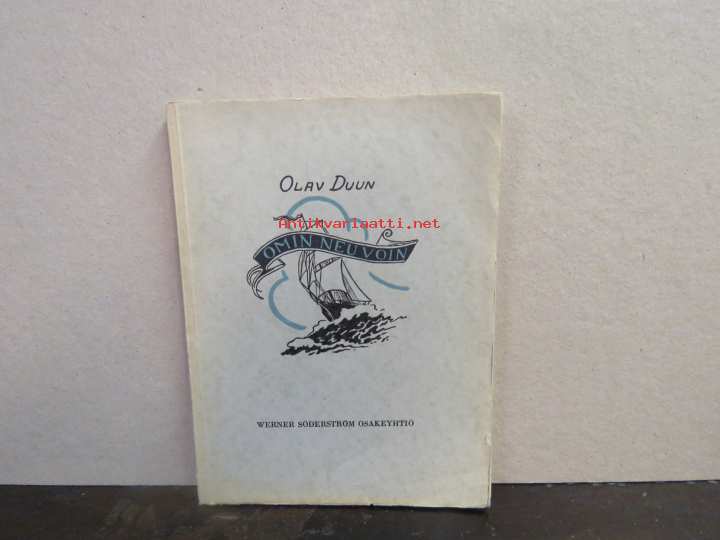 OLAV DUUN
Antikvariaatti.net
OMIN NEUVOIN
WERNER SÖDERSTRÖM OSAKEYHTIÖ